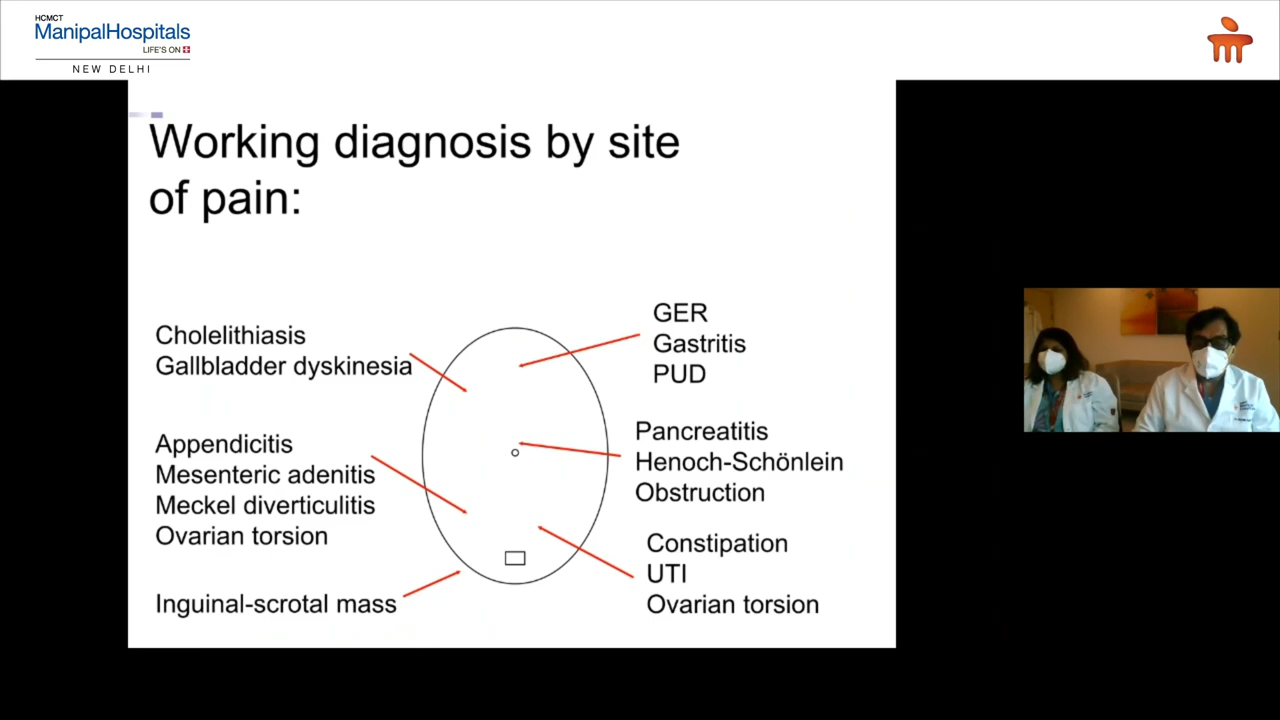 HCMCT
ManipalHospitals
LIFE'S ON
NEW DELHI
Working diagnosis by site
of pain:
Cholelithiasis
Gallbladder dyskinesia
Appendicitis
Mesenteric adenitis
Meckel diverticulitis
Ovarian torsion
Inguinal-scrotal mass
GER
Gastritis
PUD
Pancreatitis
Henoch-Schönlein
Obstruction
Constipation
UTI
Ovarian torsion